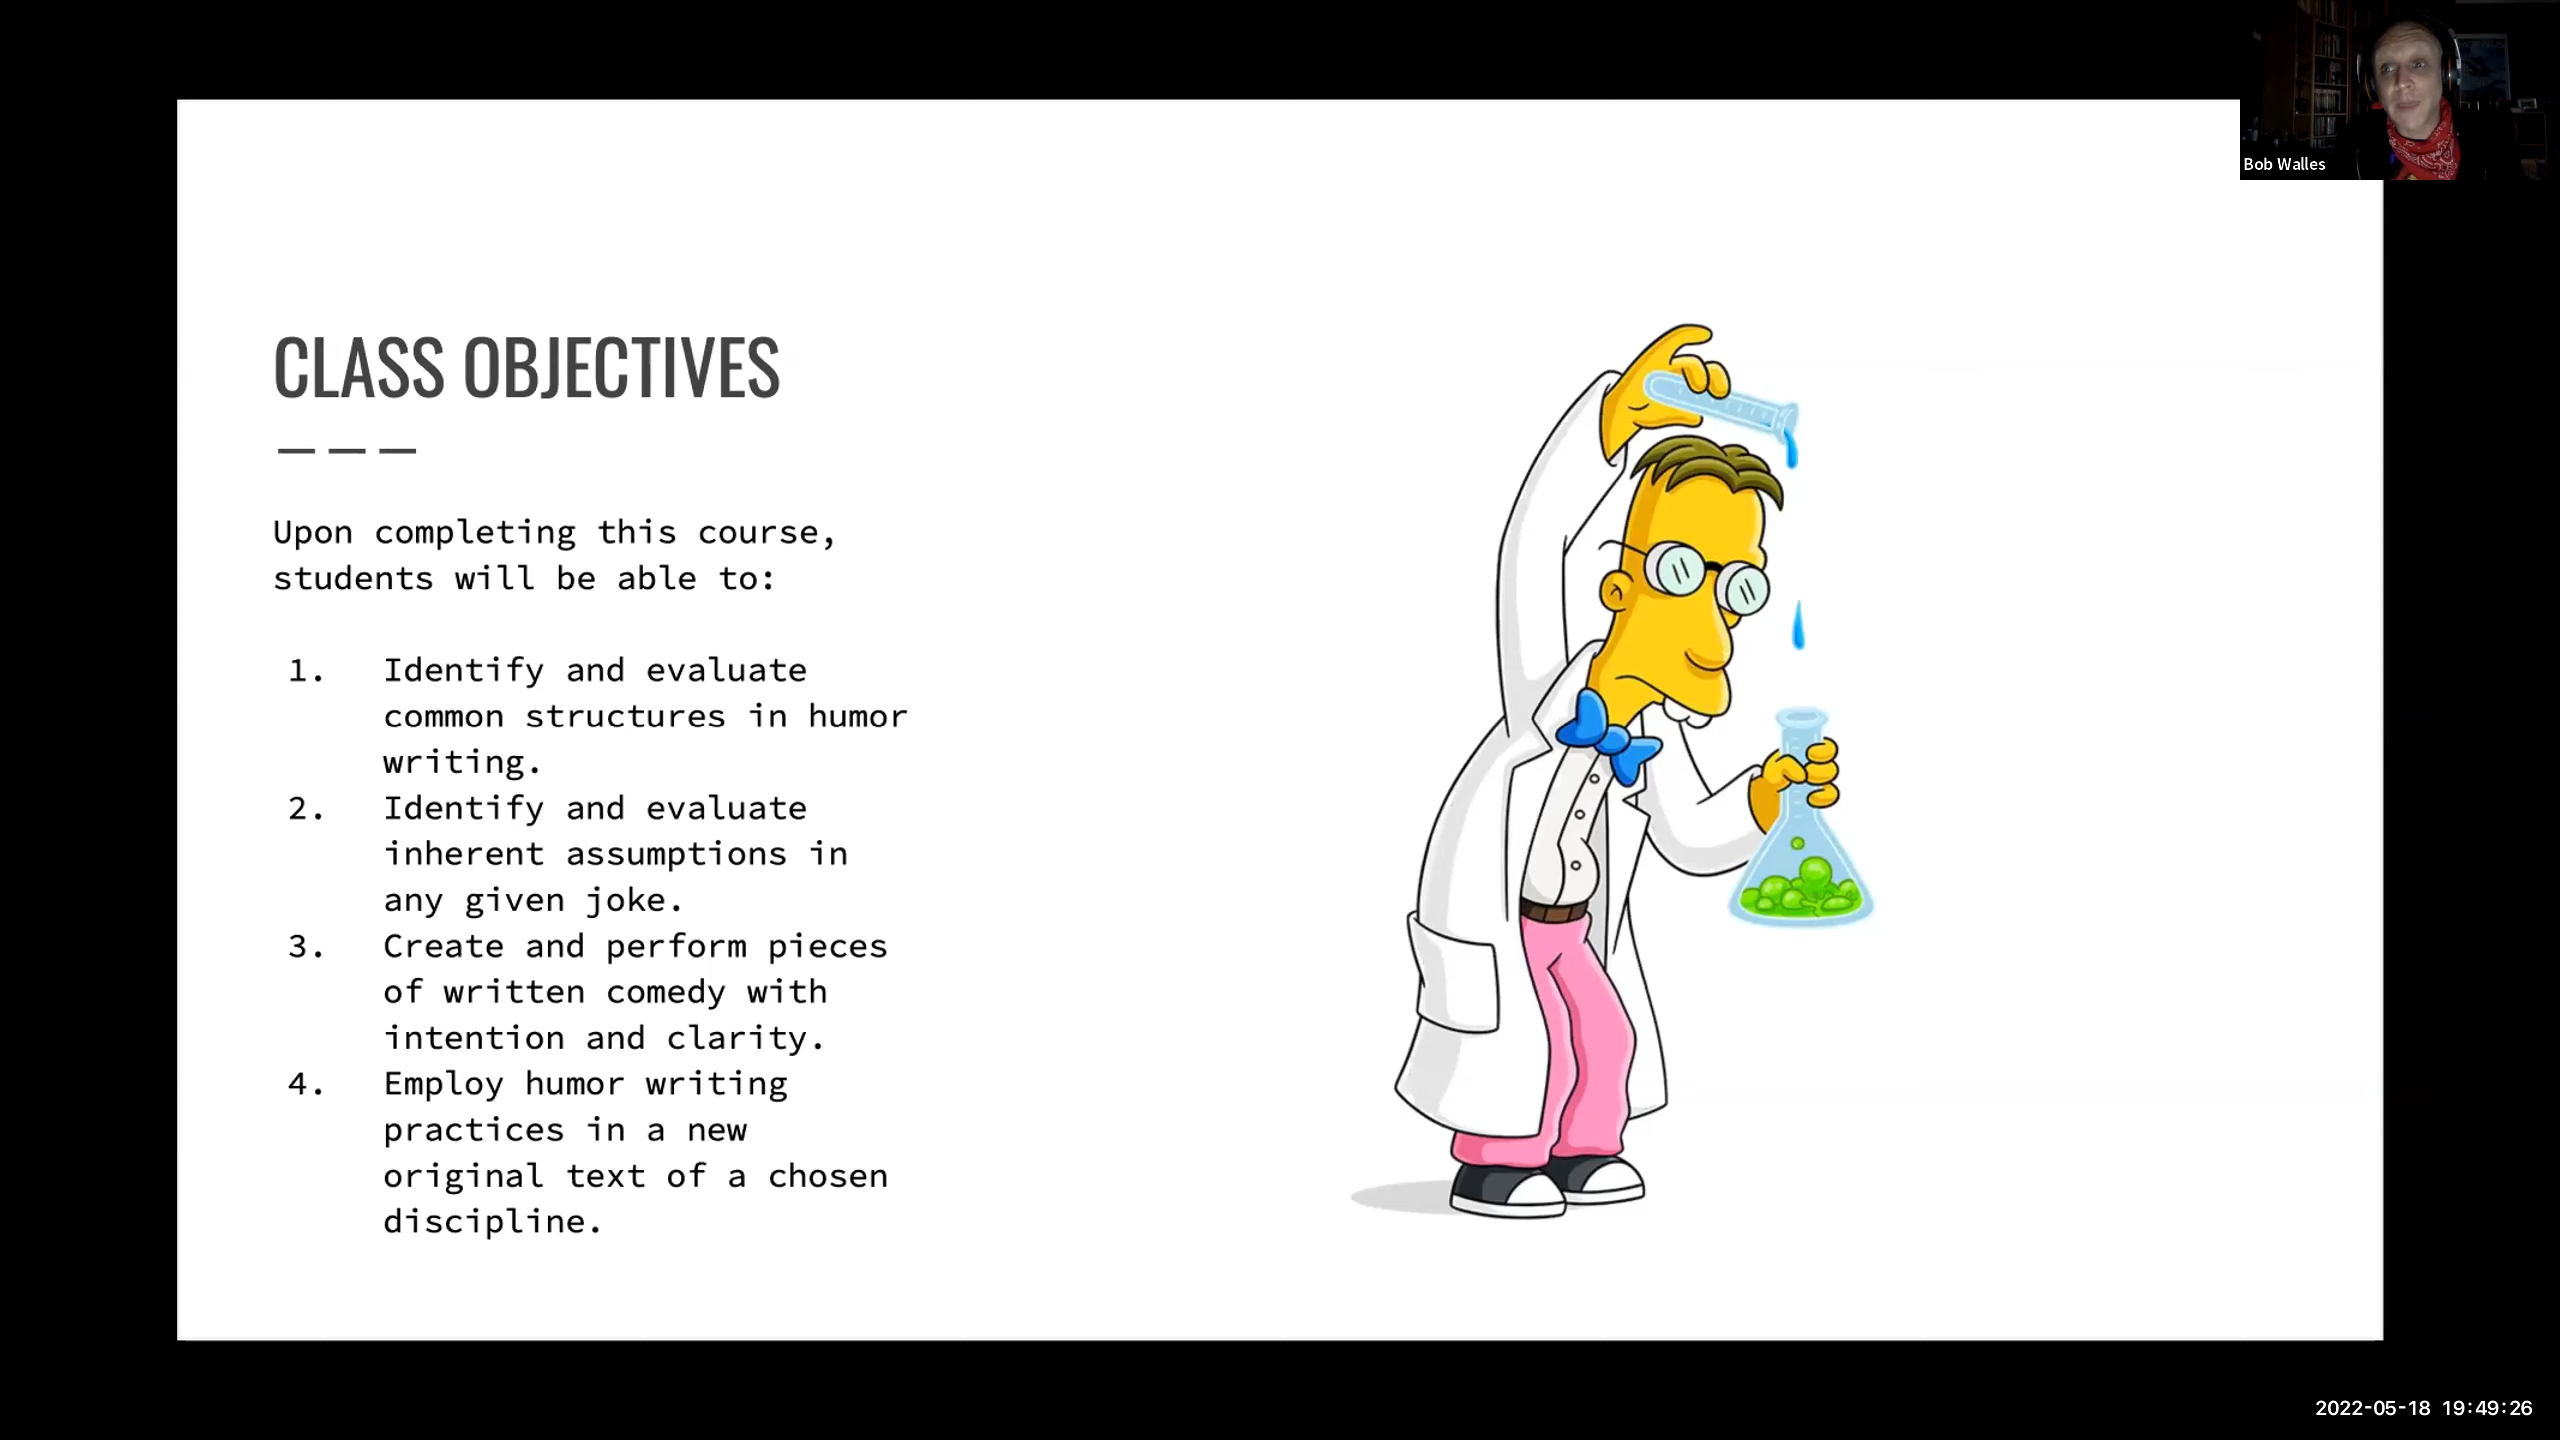 Bob Walles
CLASS OBJECTIVES
Upon completing this course,
students will be able to:
1. Identify and evaluate
common structures in humor
writing.
2. Identify and evaluate
inherent assumptions in
any given joke.
3. Create and perform pieces
of written comedy with
intention and clarity.
4. Employ humor writing
practices in a new
original text of a chosen
discipline.
2022-05-18 19:49:26